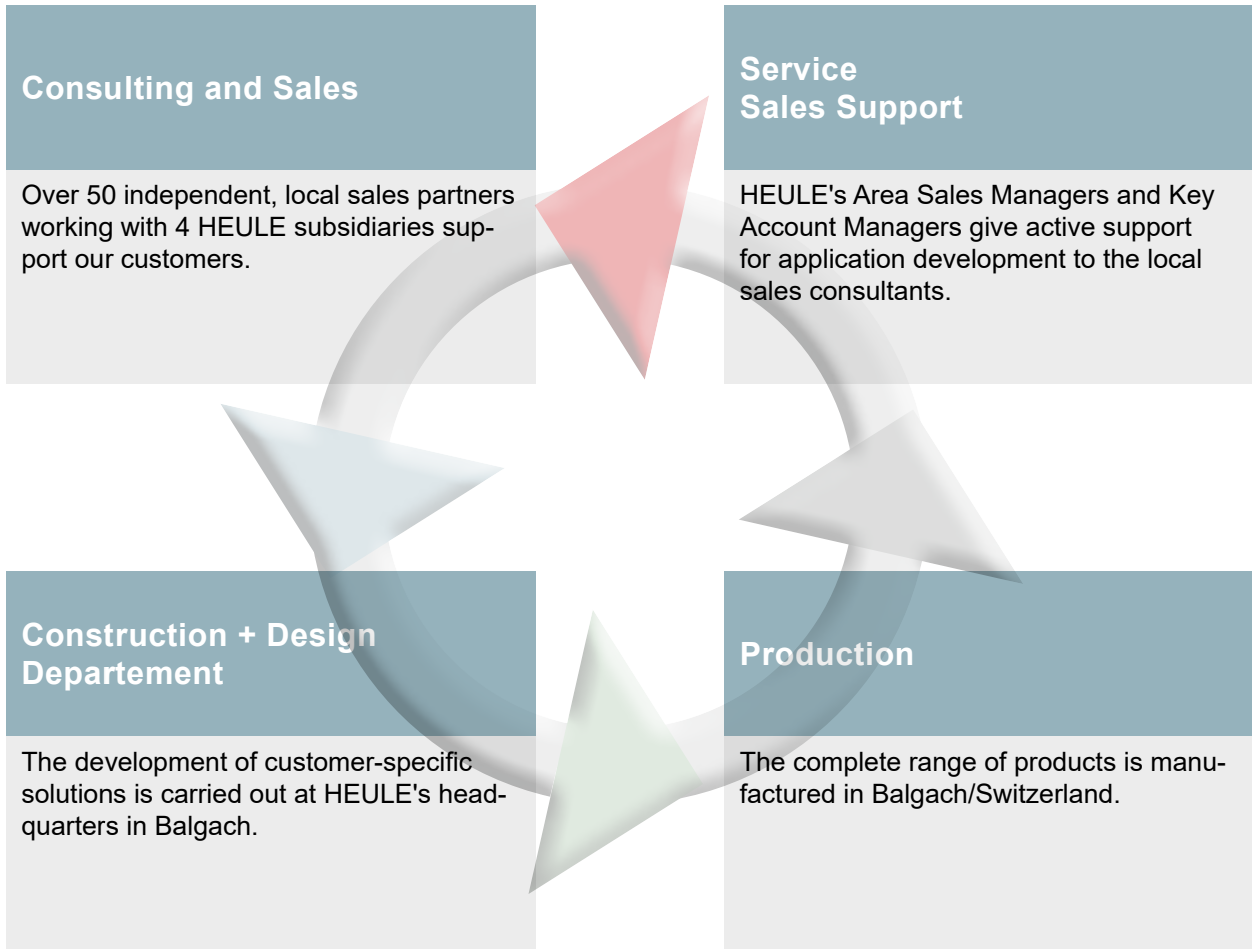 Consulting and Sales
Over 50 independent, local sales partners
working with 4 HEULE subsidiaries sup-
port our customers.
Service
Sales Support
HEULE's Area Sales Managers and Key
Account Managers give active support
for application development to the local
sales consultants.
Construction + Design
Departement
The development of customer-specific
solutions is carried out at HEULE's head-
quarters in Balgach.
Production
The complete range of products is manu-
factured in Balgach/Switzerland.